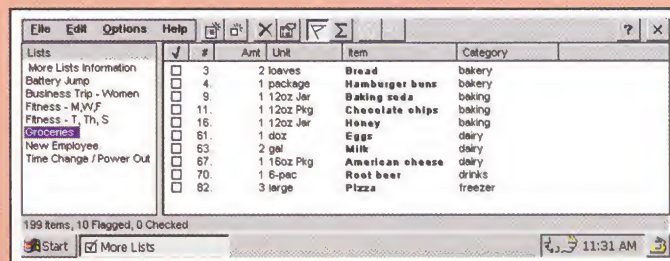 File Edit Options Help Σ ? ×
Lists √ # Amt Unit Item Category
More Lists Information
Battery Jump
Business Trip - Women
Fitness - M,W,F
Fitness - T, Th, S
Groceries
New Employee
Time Change / Power Out
3 2 loaves Bread bakery
4. 1 package Hamburger buns bakery
9. 1 12oz Jar Baking soda baking
11. 1 12oz Pkg Chocolate chips baking
16. 1 12oz Jar Honey baking
61. 1 doz Eggs dairy
63. 2 gal Milk dairy
67. 1 16oz Pkg American cheese dairy
70. 1 6-pac Root beer drinks
82. 3 large Pizza freezer
199 Items, 10 Flagged, 0 Checked
Start More Lists 11:31 AM